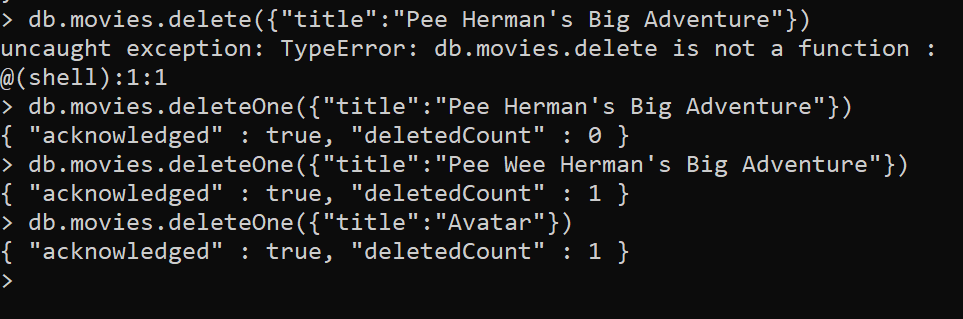 > db.movies.delete({"title":"Pee Herman's Big Adventure"})
uncaught exception: TypeError: db.movies.delete is not a function :
@(shell):1:1
> db.movies.deleteOne({"title":"Pee Herman's Big Adventure"})
{ "acknowledged" : true, "deletedCount" : 0 }
> db.movies.deleteOne({"title":"Pee Wee Herman's Big Adventure"})
{ "acknowledged" : true, "deletedCount" : 1 }
> db.movies.deleteOne({"title":"Avatar"})
{ "acknowledged" : true, "deletedCount" : 1 }
>